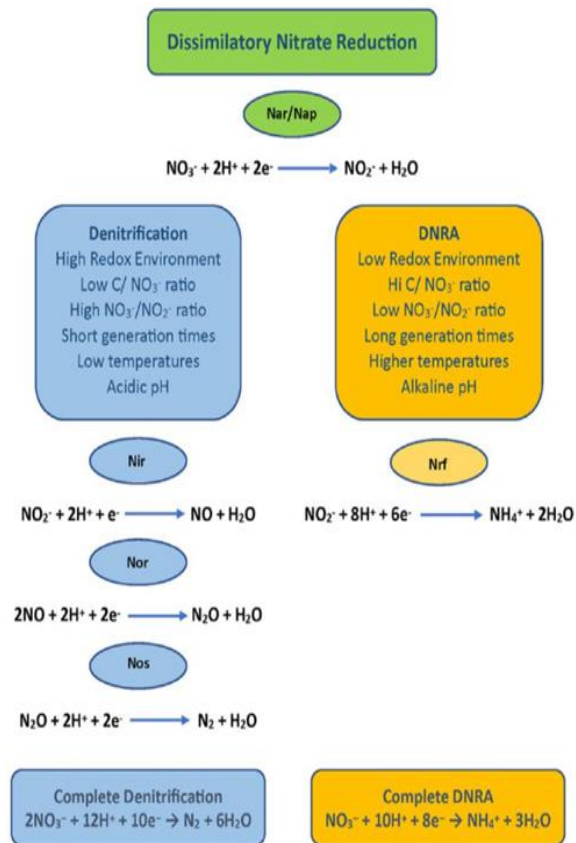 Dissimilatory Nitrate Reduction
Nar/Nap
NO₃⁻ + 2H⁺ + 2e⁻ → NO₂⁻ + H₂O
Denitrification
High Redox Environment
Low C/ NO₃⁻ ratio
High NO₃⁻/NO₂⁻ ratio
Short generation times
Low temperatures
Acidic pH
DNRA
Low Redox Environment
Hi C/ NO₃⁻ ratio
Low NO₃⁻/NO₂⁻ ratio
Long generation times
Higher temperatures
Alkaline pH
Nir
NO₂⁻ + 2H⁺ + e⁻ → NO + H₂O
Nor
2NO + 2H⁺ + 2e⁻ → N₂O + H₂O
Nos
N₂O + 2H⁺ + 2e⁻ → N₂ + H₂O
Nrf
NO₂⁻ + 8H⁺ + 6e⁻ → NH₄⁺ + 2H₂O
Complete Denitrification
2NO₃⁻ + 12H⁺ + 10e⁻ → N₂ + 6H₂O
Complete DNRA
NO₃⁻ + 10H⁺ + 8e⁻ → NH₄⁺ + 3H₂O